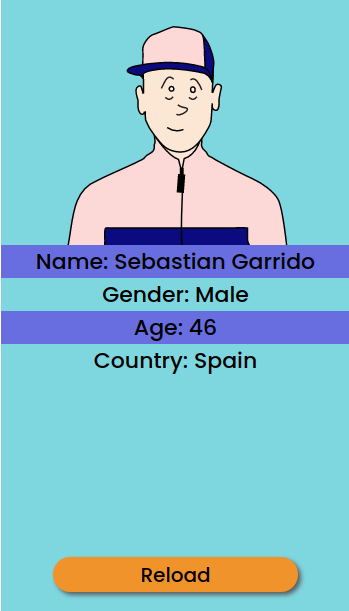 Name: Sebastian Garrido
Gender: Male
Age: 46
Country: Spain
Reload